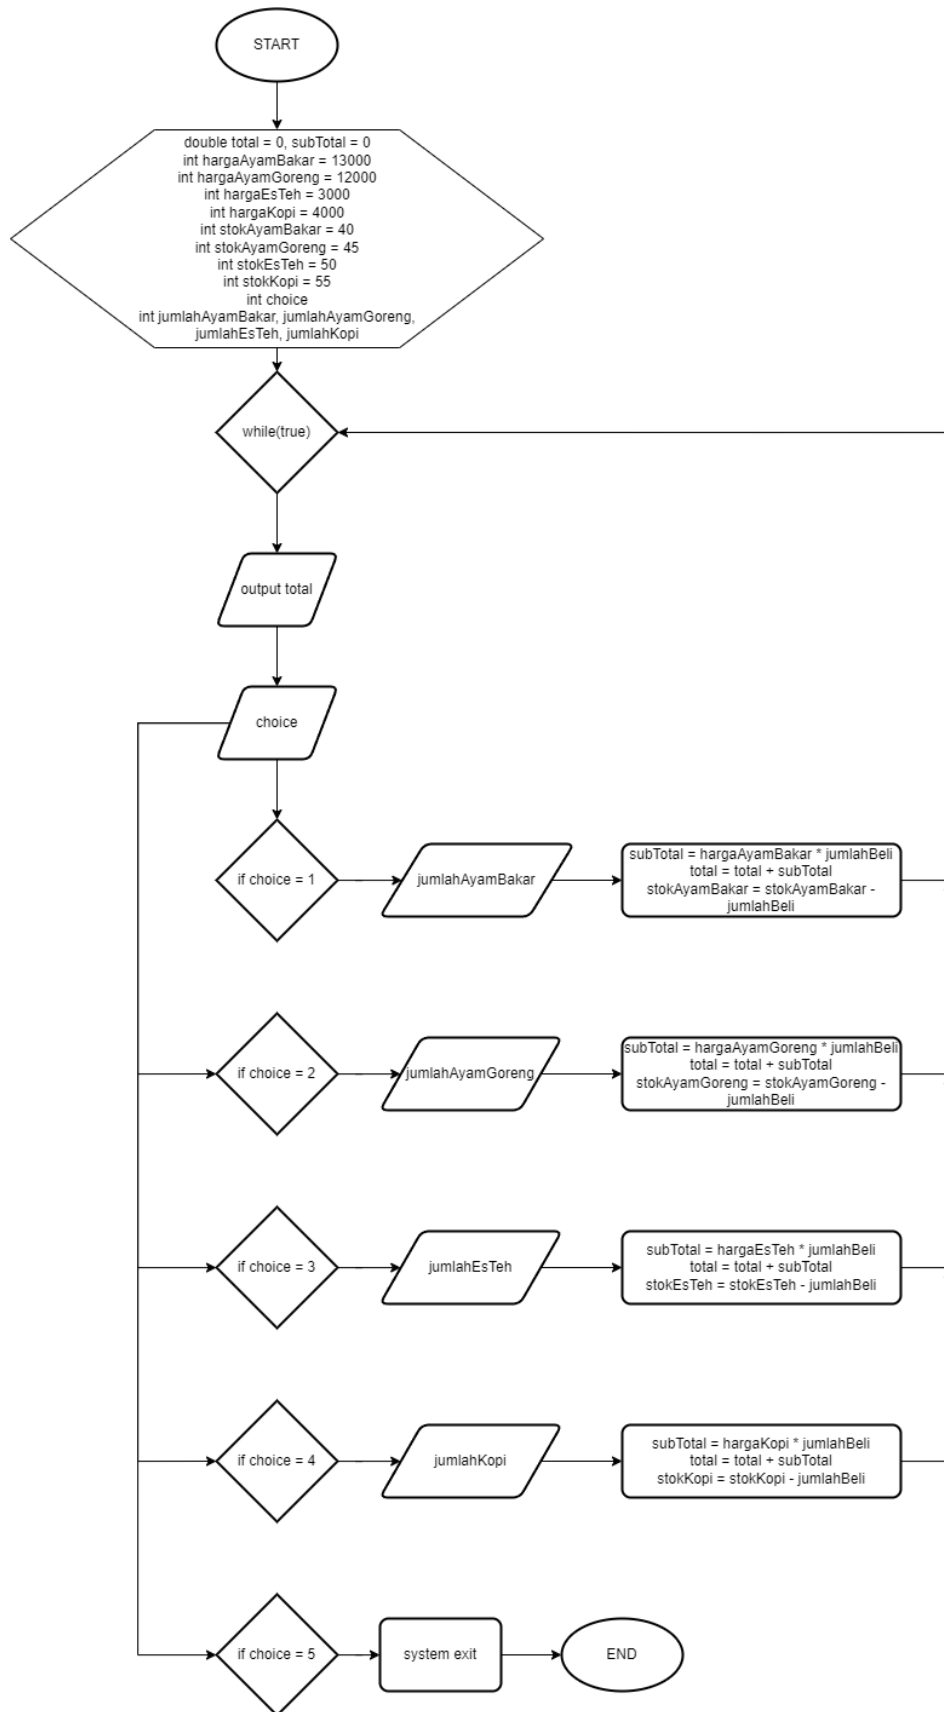 START
double total = 0, subTotal = 0
int hargaAyamBakar = 13000
int hargaAyamGoreng = 12000
int hargaEsTeh = 3000
int hargaKopi = 4000
int stokAyamBakar = 40
int stokAyamGoreng = 45
int stokEsTeh = 50
int stokKopi = 55
int choice
int jumlahAyamBakar, jumlahAyamGoreng,
jumlahEsTeh, jumlahKopi
while(true)
output total
choice
if choice = 1
jumlahAyamBakar
subTotal = hargaAyamBakar * jumlahBeli
total = total + subTotal
stokAyamBakar = stokAyamBakar -
jumlahBeli
if choice = 2
jumlahAyamGoreng
subTotal = hargaAyamGoreng * jumlahBeli
total = total + subTotal
stokAyamGoreng = stokAyamGoreng -
jumlahBeli
if choice = 3
jumlahEsTeh
subTotal = hargaEsTeh * jumlahBeli
total = total + subTotal
stokEsTeh = stokEsTeh - jumlahBeli
if choice = 4
jumlahKopi
subTotal = hargaKopi * jumlahBeli
total = total + subTotal
stokKopi = stokKopi - jumlahBeli
if choice = 5
system exit
END